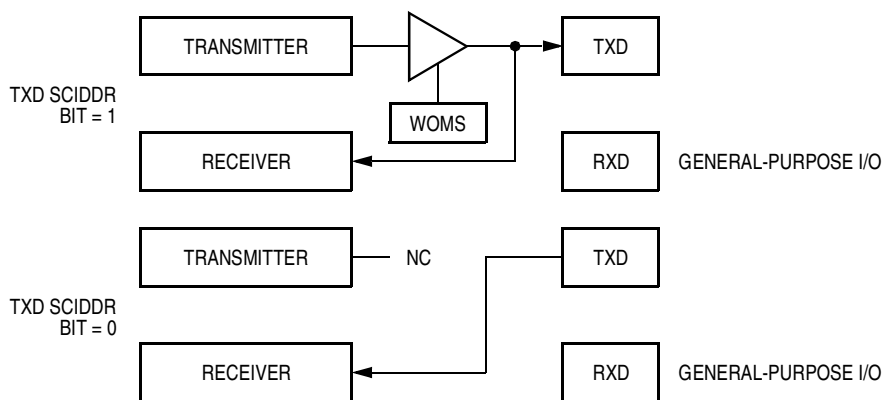 TRANSMITTER
TXD
TXD SCIDDR
BIT = 1
WOMS
RECEIVER
RXD
GENERAL-PURPOSE I/O
TRANSMITTER
NC
TXD
TXD SCIDDR
BIT = 0
RECEIVER
RXD
GENERAL-PURPOSE I/O